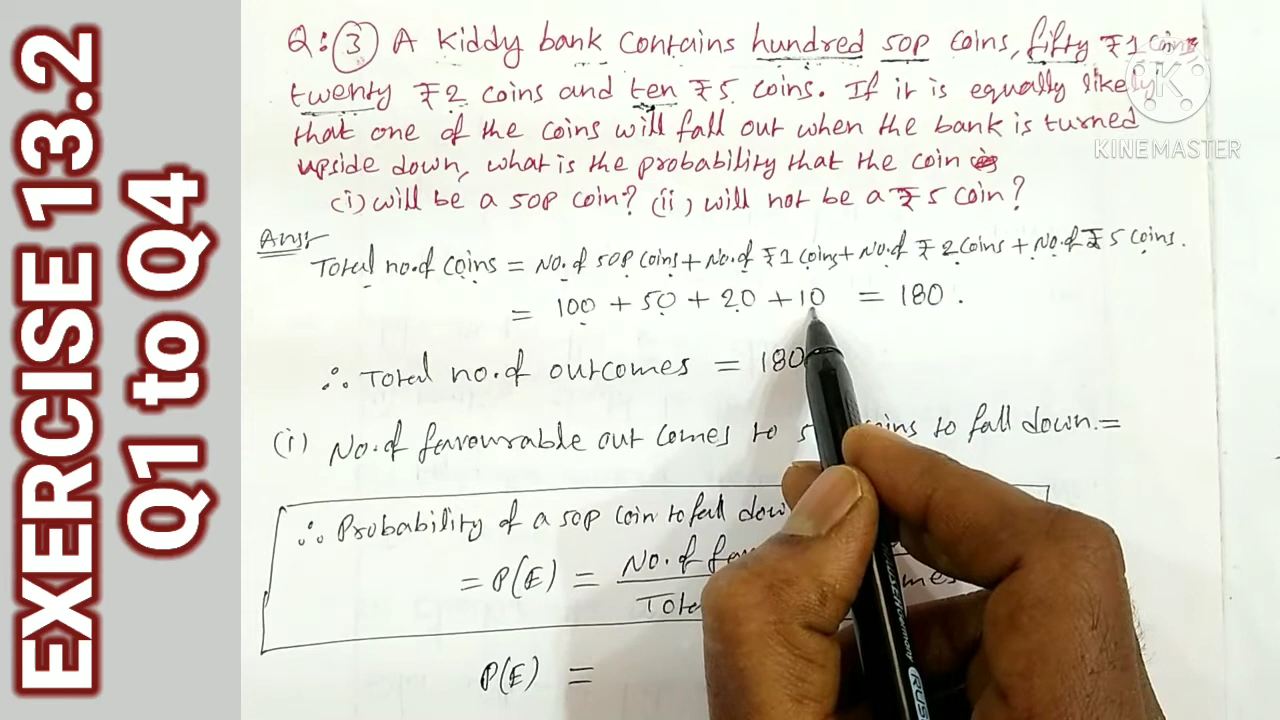 EXERCISE 13.2
Q1 to Q4
Q:③ A Kiddy bank contains hundred 50p coins, fifty ₹1 coins
twenty ₹2 coins and ten ₹5 coins. If it is equally likely
that one of the coins will fall out when the bank is turned
upside down, what is the probability that the coin
(i) will be a 50p coin? (ii) will not be a ₹5 coin?
K
KINEMASTER
Ans:
Total no.of coins = No. of 50p coins + No.of ₹1 coins + No.of ₹2 coins + No.of ₹5 coins.
= 100 + 50 + 20 + 10 = 180.
∴ Total no.of outcomes = 180
(i) No.of favourable out comes to 5 coins to fall down. =
∴ Probability of a 50p coin to fall
= P(E) = No. of
P(E) =